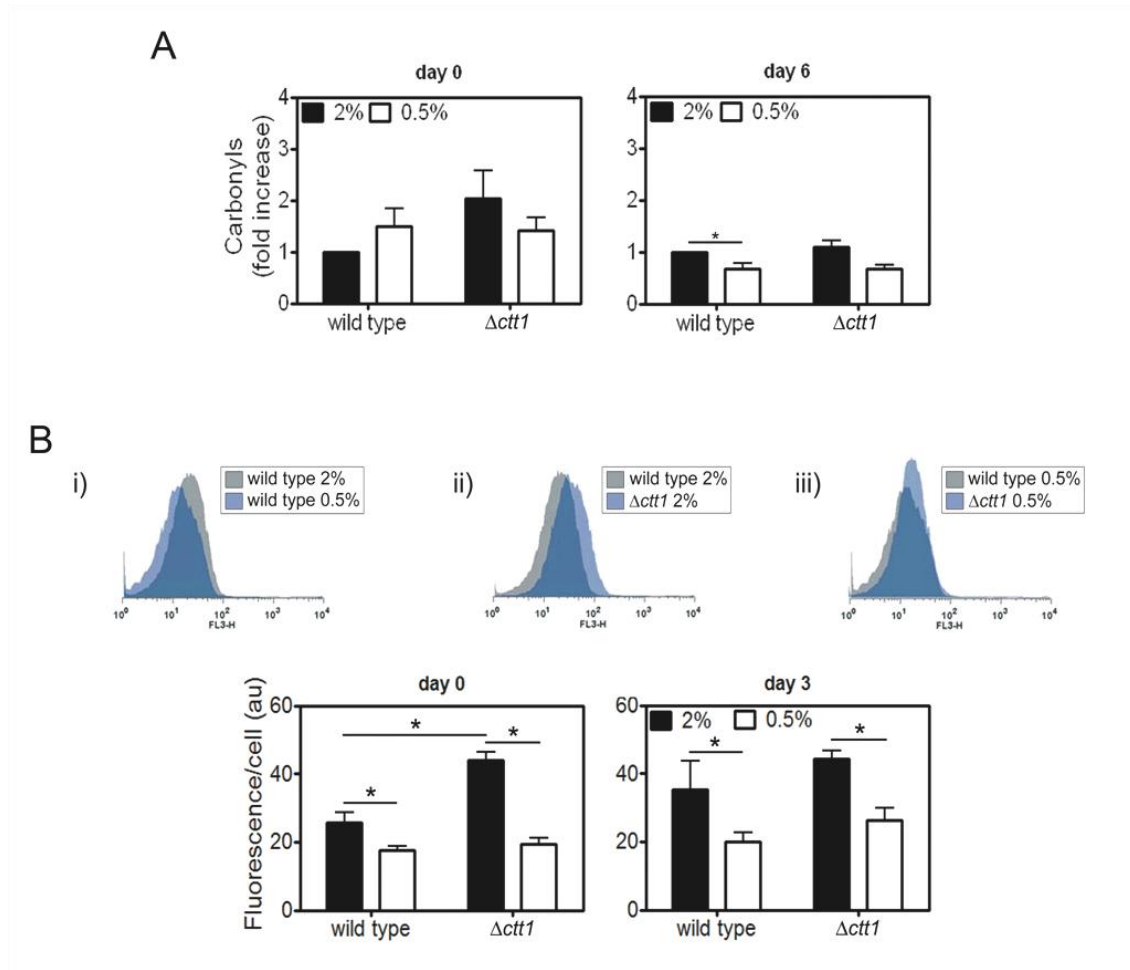 A
day 0
day 6
Carbonyls
(fold increase)
4
3
2
1
0
2% 0.5%
wild type Δctt1
4
3
2
1
0
2% 0.5%
*
wild type Δctt1
B
i)
wild type 2%
wild type 0.5%
10⁰ 10¹ 10² 10³ 10⁴
FL3-H
ii)
wild type 2%
Δctt1 2%
10⁰ 10¹ 10² 10³ 10⁴
FL3-H
iii)
wild type 0.5%
Δctt1 0.5%
10⁰ 10¹ 10² 10³ 10⁴
FL3-H
day 0
Fluorescence/cell (au)
60
40
20
0
*
*
*
wild type Δctt1
day 3
60
40
20
0
2% 0.5%
*
*
wild type Δctt1